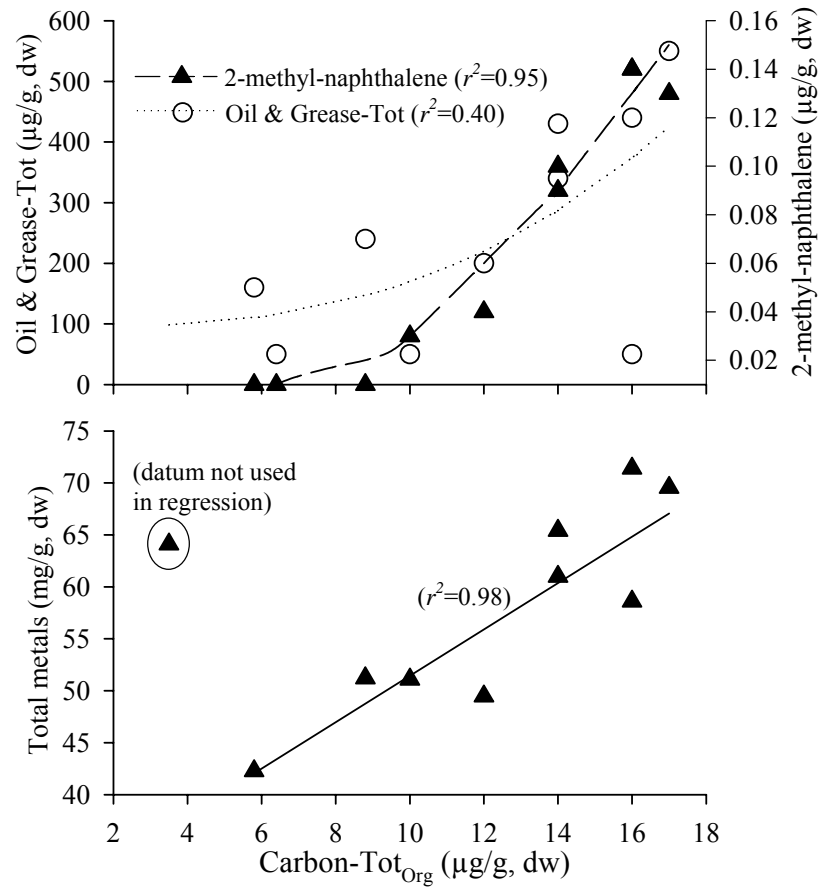 600
500
400
300
200
100
0
Oil & Grease-Tot (µg/g, dw)
2-methyl-naphthalene (r²=0.95)
Oil & Grease-Tot (r²=0.40)
0.16
0.14
0.12
0.10
0.08
0.06
0.04
0.02
2-methyl-naphthalene (µg/g, dw)
75
70
65
60
55
50
45
40
Total metals (mg/g, dw)
(datum not used
in regression)
(r²=0.98)
2 4 6 8 10 12 14 16 18
Carbon-Tot_Org (µg/g, dw)